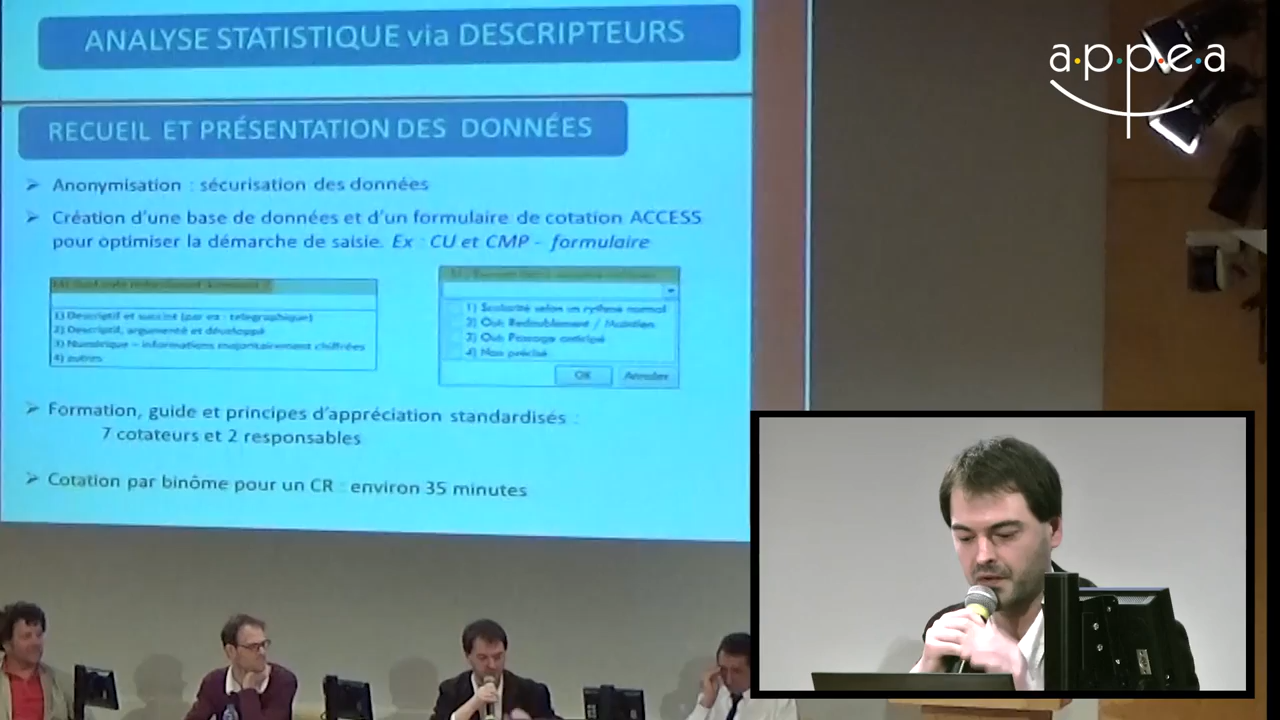 ANALYSE STATISTIQUE via DESCRIPTEURS
a.p.p.e.a
RECUEIL ET PRÉSENTATION DES DONNÉES
➢ Anonymisation : sécurisation des données
➢ Création d'une base de données et d'un formulaire de cotation ACCESS
pour optimiser la démarche de saisie. Ex : CU et CMP - formulaire
1) Descriptif et succint (par ex : telegraphique)
2) Descriptif, argumenté et développé
3) Numérique – informations majoritairement chiffrées
4) autres
1) Scolarité selon un rythme normal
2) Oui: Redoublement / Maintien
3) Oui: Passage anticipé
4) Non précisé
OK Annuler
➢ Formation, guide et principes d'appréciation standardisés :
7 cotateurs et 2 responsables
➢ Cotation par binôme pour un CR : environ 35 minutes